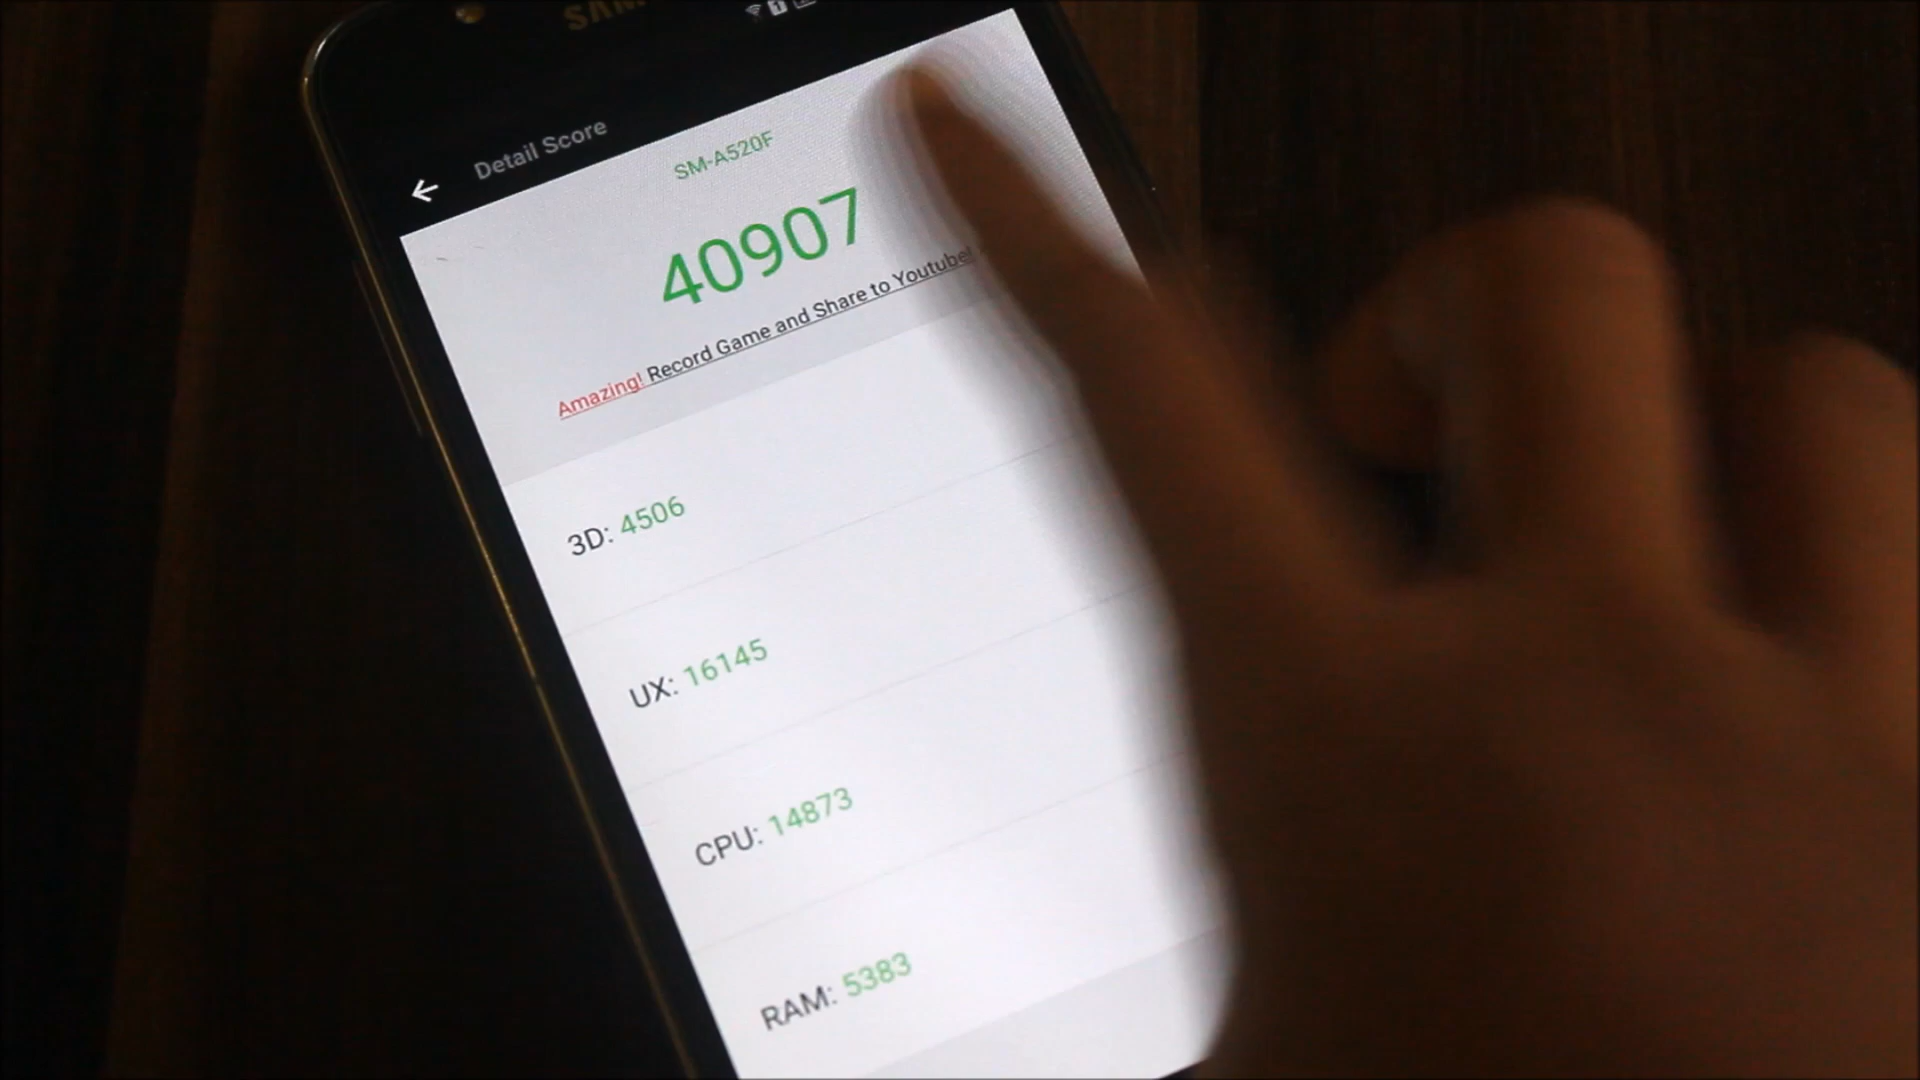 SAM
Detail Score
SM-A520F
40907
Amazing! Record Game and Share to Youtube!
3D: 4506
UX: 16145
CPU: 14873
RAM: 5383